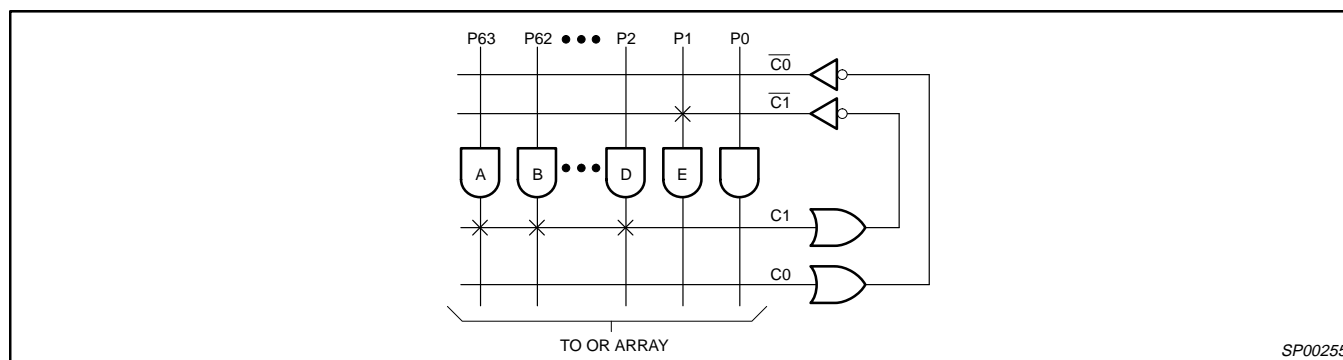 P63 P62 P2 P1 P0
C0
C1
A B D E
C1
C0
TO OR ARRAY
SP00255